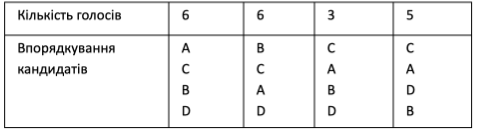 Кількість голосів 6 6 3 5
Впорядкування A B C C
кандидатів C C A A
B A B D
D D D B